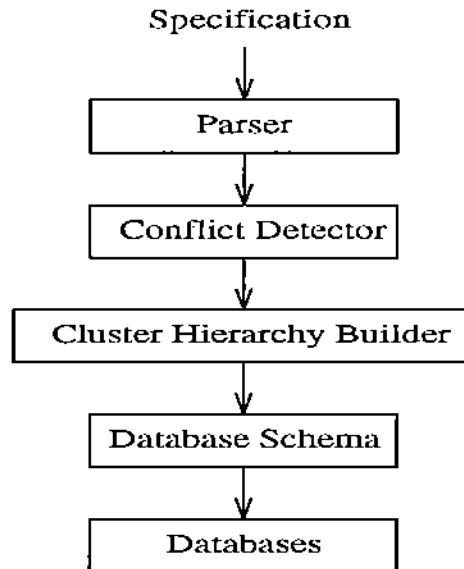 Specification
Parser
Conflict Detector
Cluster Hierarchy Builder
Database Schema
Databases